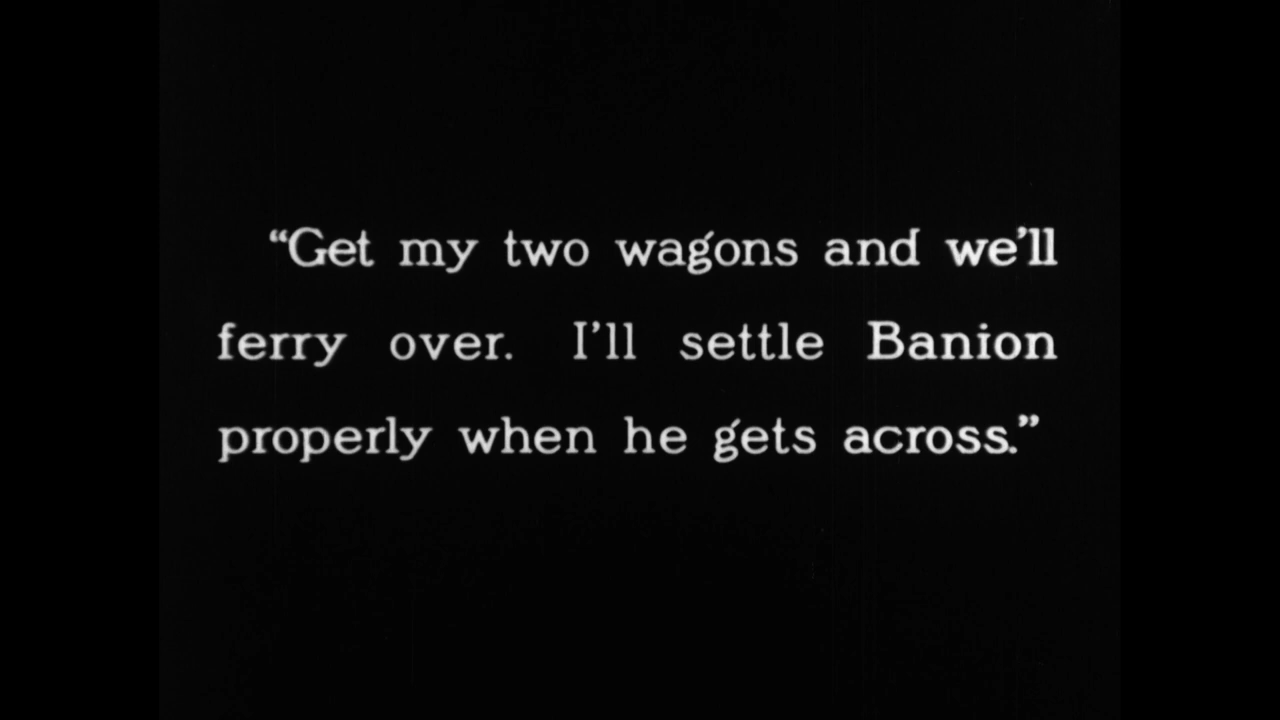 “Get my two wagons and we’ll
ferry over. I’ll settle Banion
properly when he gets across.”